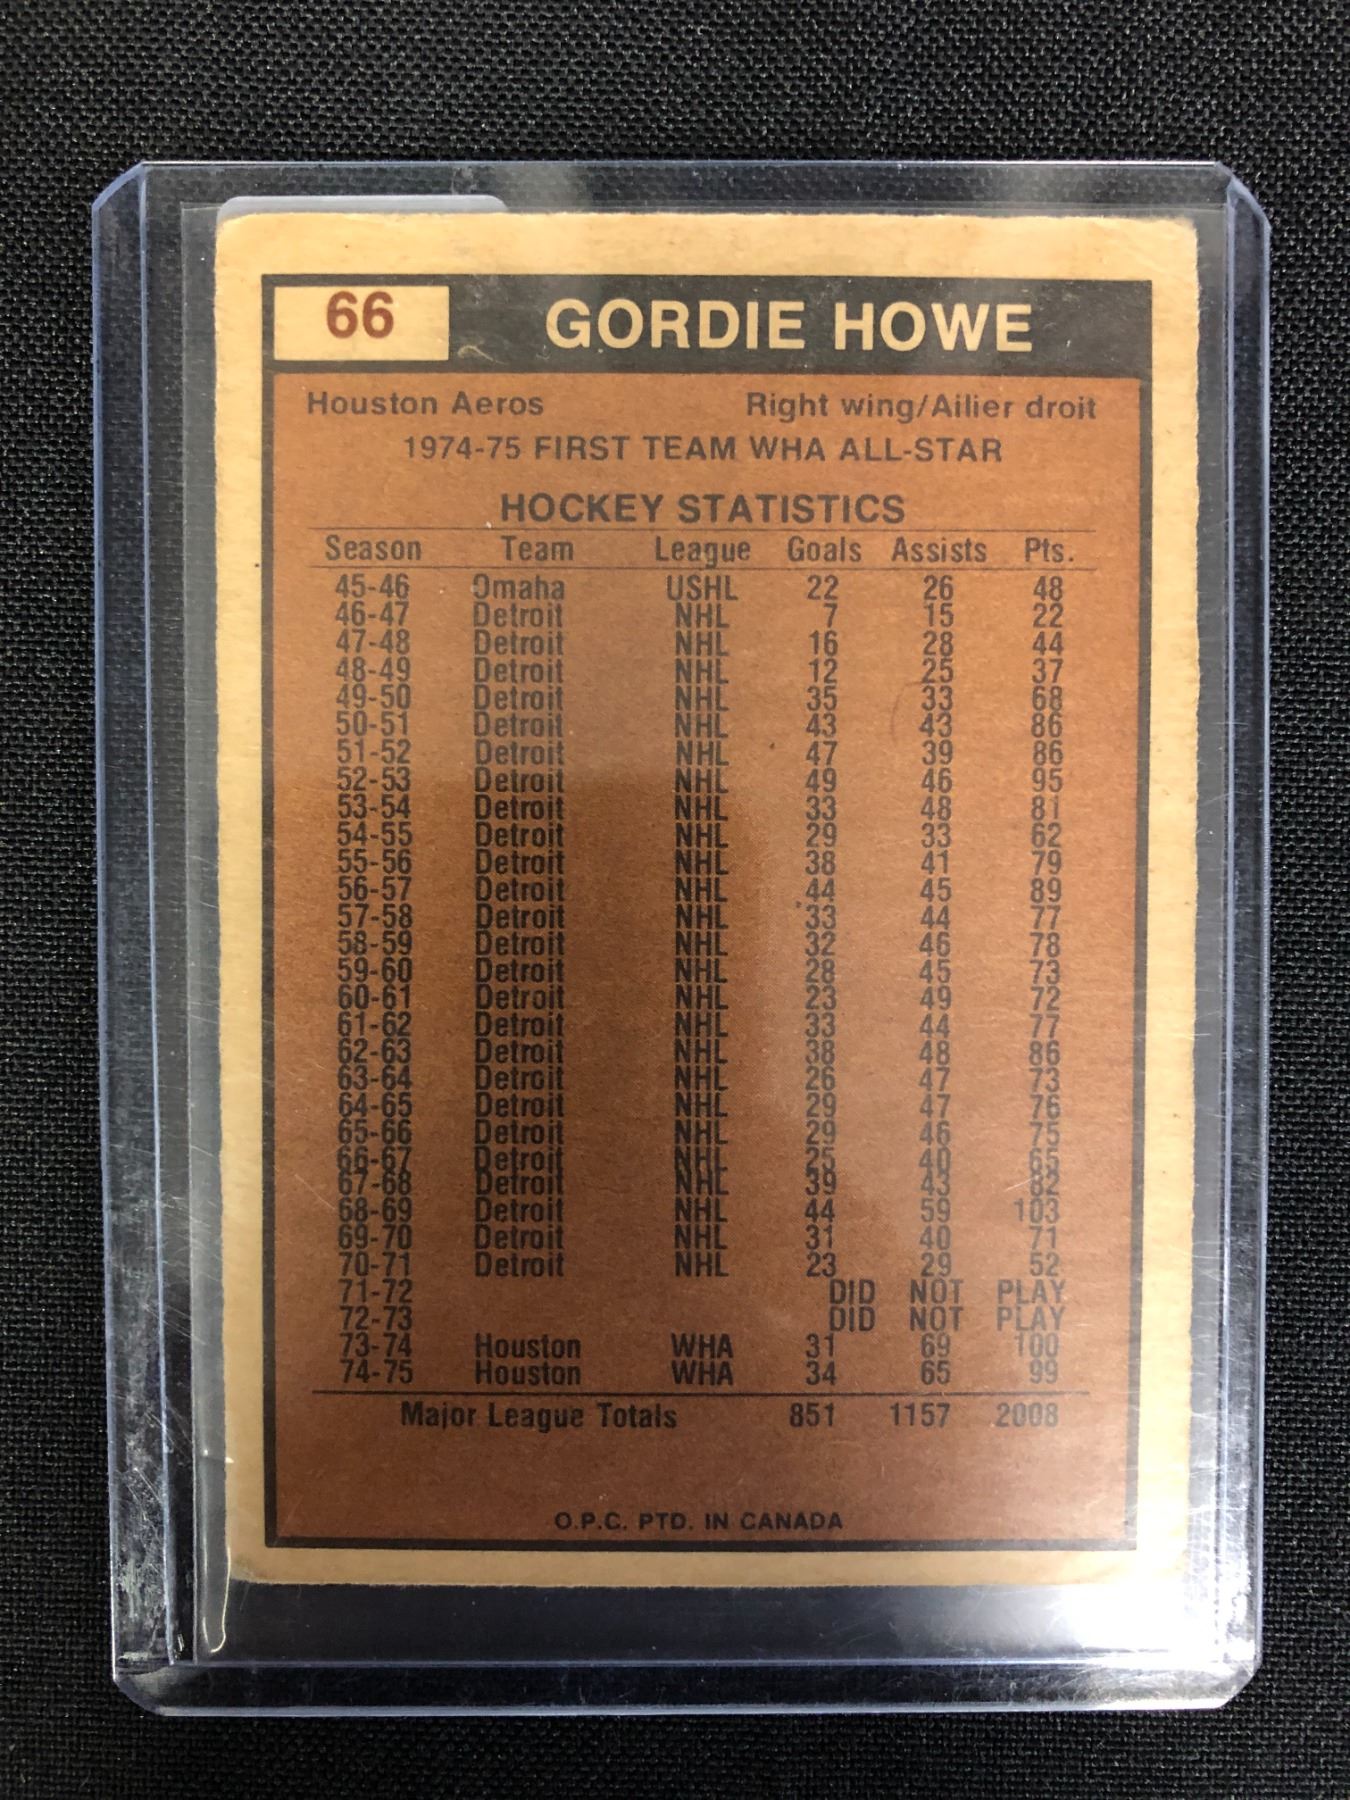 66 GORDIE HOWE
Houston Aeros Right wing/Ailier droit
1974-75 FIRST TEAM WHA ALL-STAR
HOCKEY STATISTICS
Season Team League Goals Assists Pts.
45-46 Omaha USHL 22 26 48
46-47 Detroit NHL 7 15 22
47-48 Detroit NHL 16 28 44
48-49 Detroit NHL 12 25 37
49-50 Detroit NHL 35 33 68
50-51 Detroit NHL 43 43 86
51-52 Detroit NHL 47 39 86
52-53 Detroit NHL 49 46 95
53-54 Detroit NHL 33 48 81
54-55 Detroit NHL 29 33 62
55-56 Detroit NHL 38 41 79
56-57 Detroit NHL 44 45 89
57-58 Detroit NHL 33 44 77
58-59 Detroit NHL 32 46 78
59-60 Detroit NHL 28 45 73
60-61 Detroit NHL 23 49 72
61-62 Detroit NHL 33 44 77
62-63 Detroit NHL 38 48 86
63-64 Detroit NHL 26 47 73
64-65 Detroit NHL 29 47 76
65-66 Detroit NHL 29 46 75
66-67 Detroit NHL 25 40 65
67-68 Detroit NHL 39 43 82
68-69 Detroit NHL 44 59 103
69-70 Detroit NHL 31 40 71
70-71 Detroit NHL 23 29 52
71-72 DID NOT PLAY
72-73 DID NOT PLAY
73-74 Houston WHA 31 69 100
74-75 Houston WHA 34 65 99
Major League Totals 851 1157 2008
O.P.C. PTD. IN CANADA